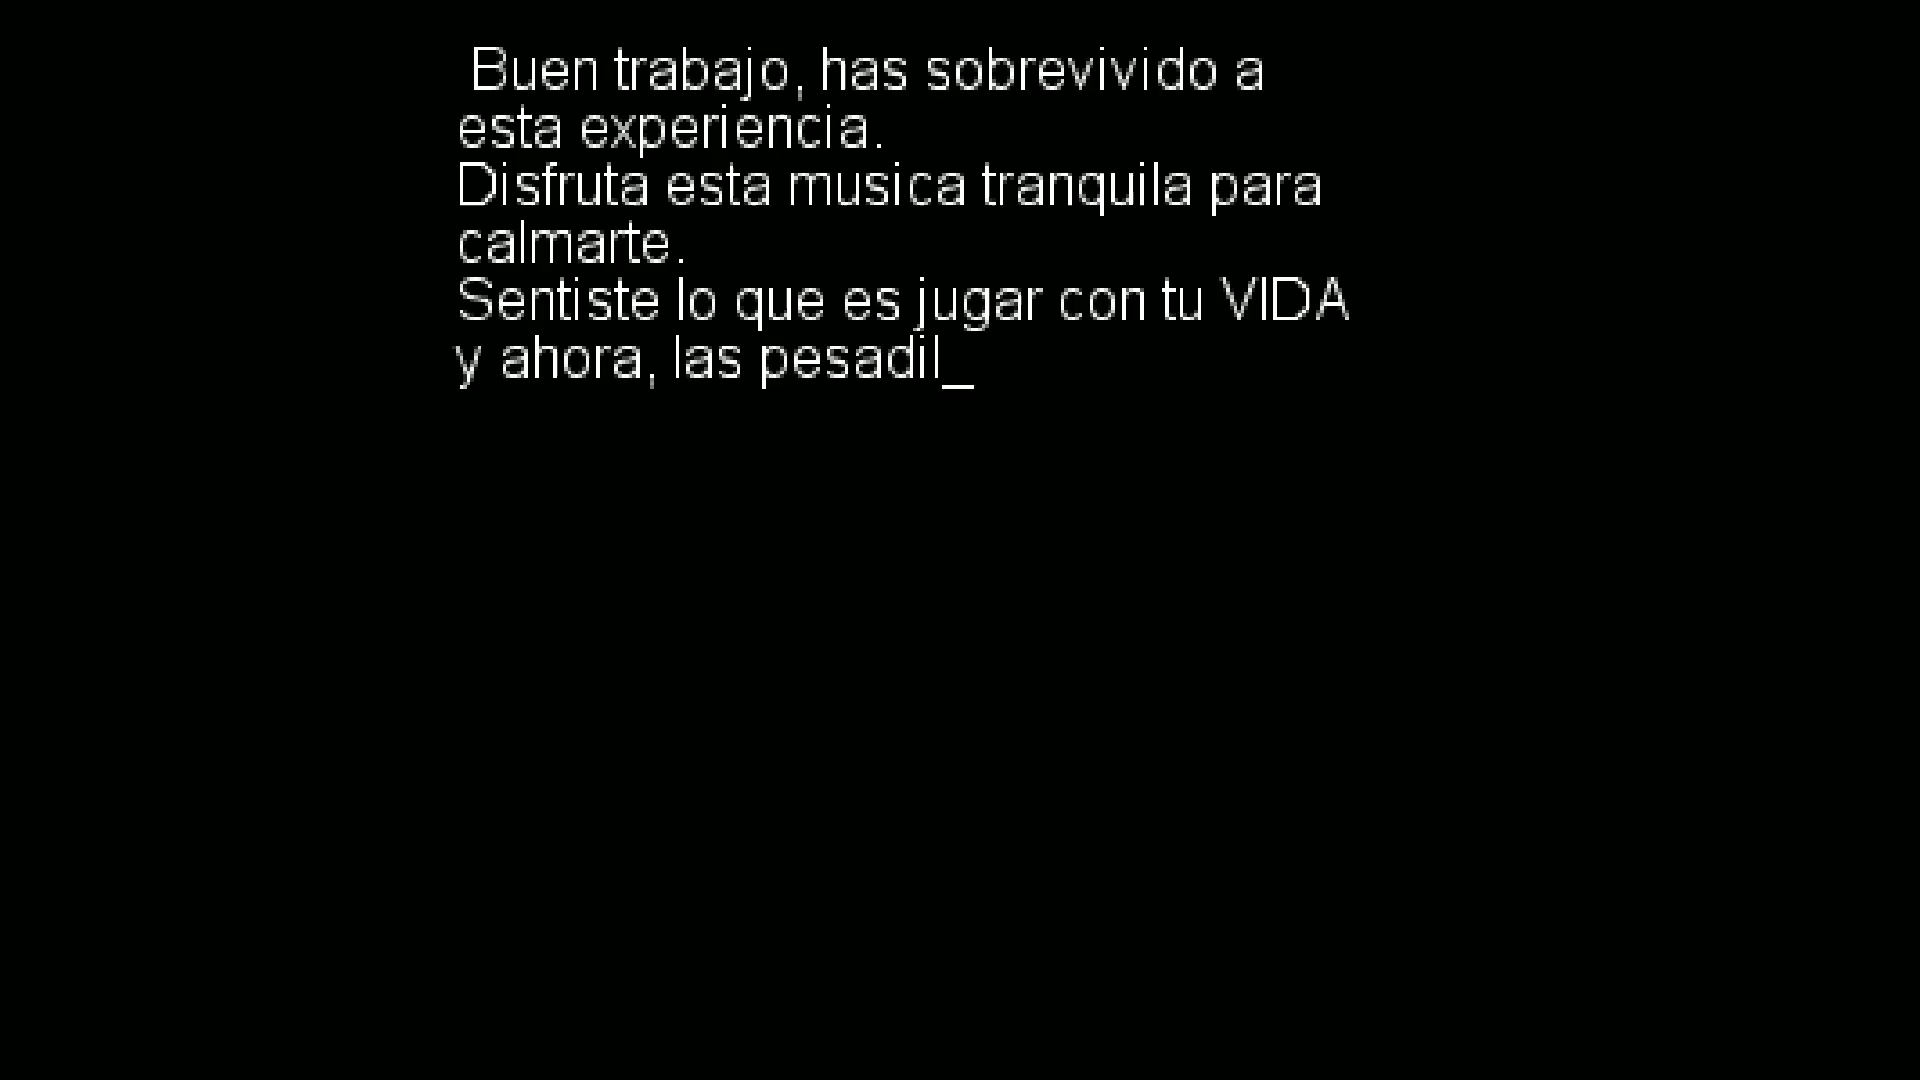 Buen trabajo, has sobrevivido a
esta experiencia.
Disfruta esta musica tranquila para
calmarte.
Sentiste lo que es jugar con tu VIDA
y ahora, las pesadil_